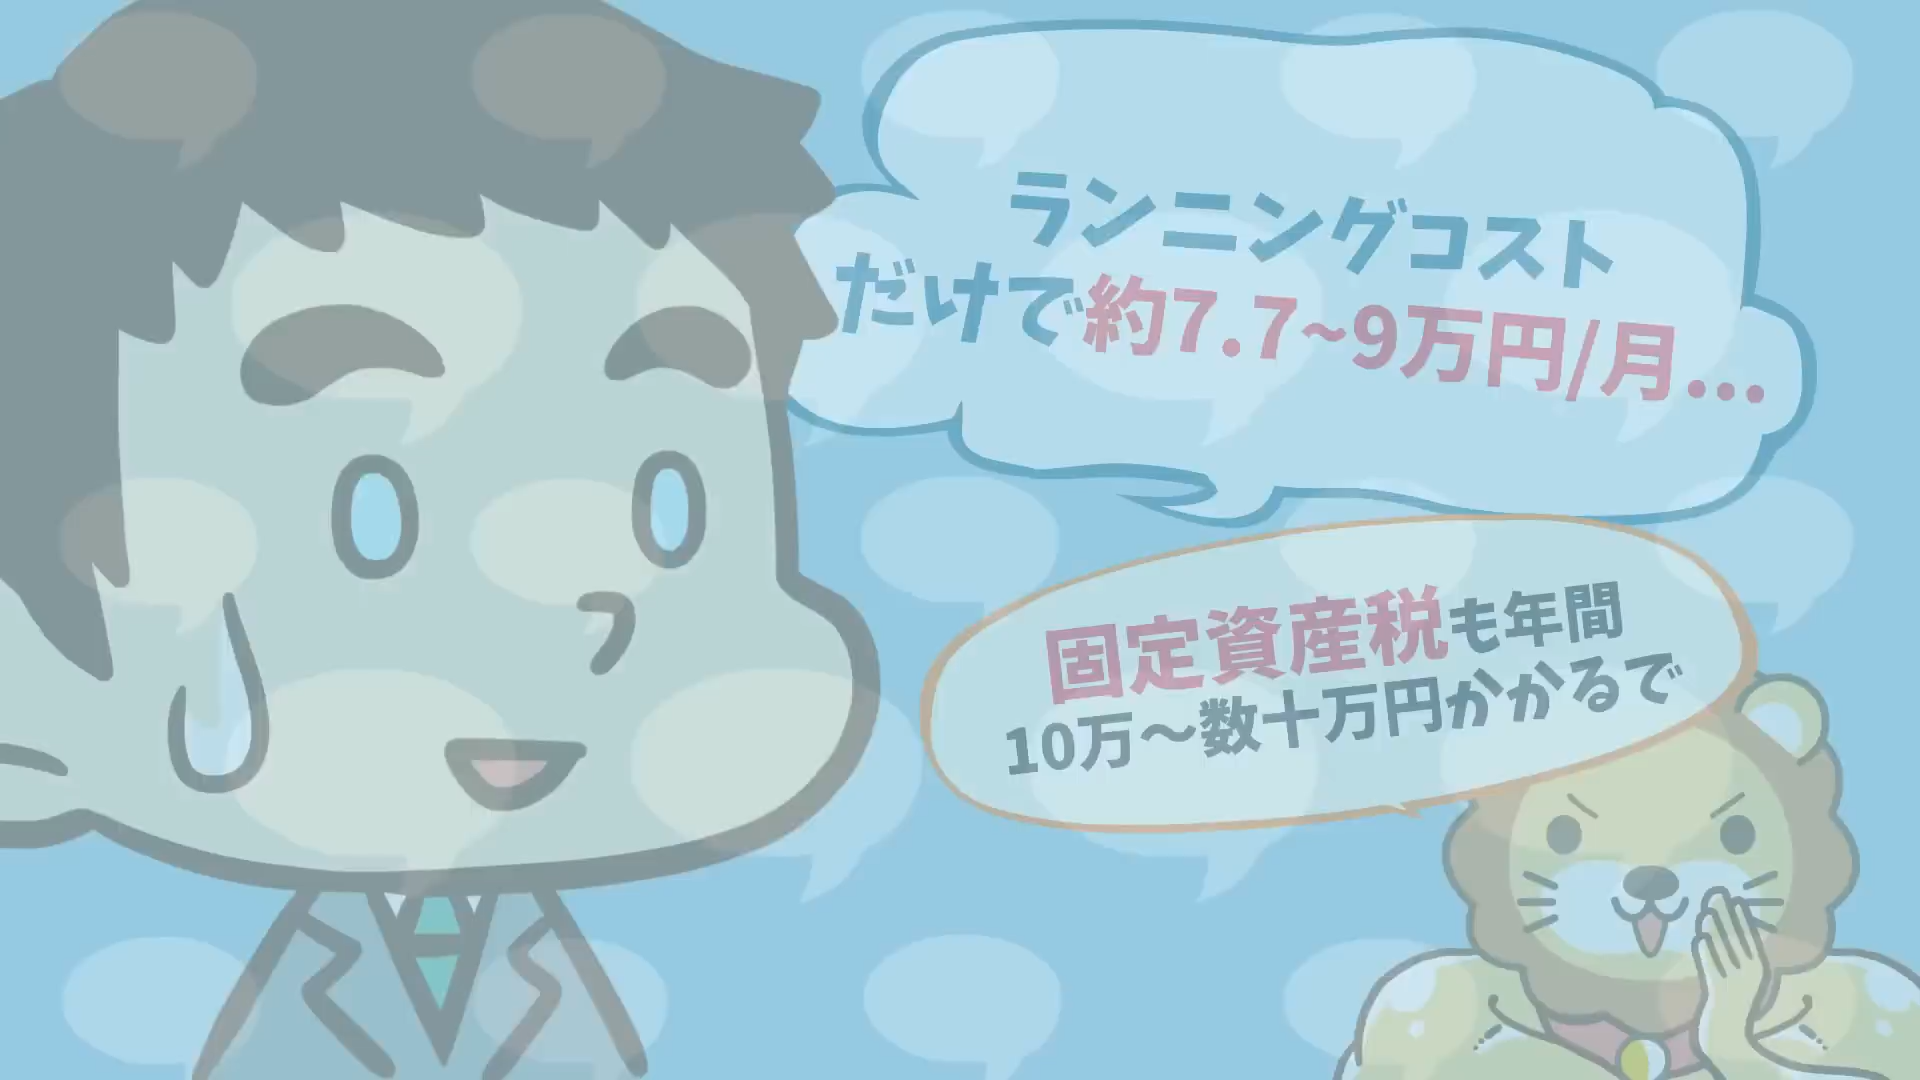 ランニングコスト
だけで約7.7~9万円/月...
固定資産税も年間
10万～数十万円かかるで